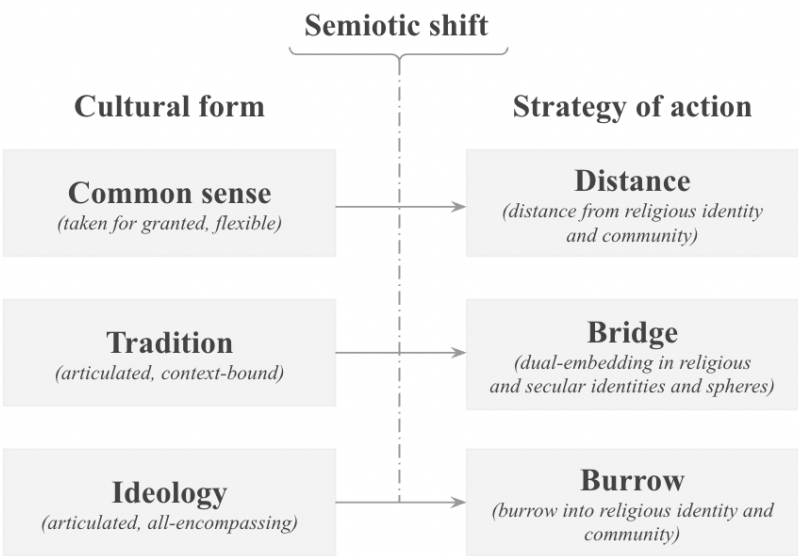 Semiotic shift
Cultural form
Strategy of action
Common sense
(taken for granted, flexible)
Distance
(distance from religious identity
and community)
Tradition
(articulated, context-bound)
Bridge
(dual-embedding in religious
and secular identities and spheres)
Ideology
(articulated, all-encompassing)
Burrow
(burrow into religious identity and
community)